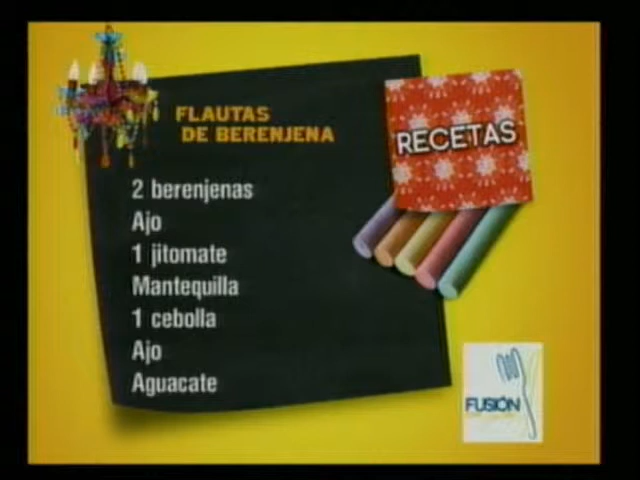 FLAUTAS
DE BERENJENA
RECETAS
2 berenjenas
Ajo
1 jitomate
Mantequilla
1 cebolla
Ajo
Aguacate
FUSIÓN